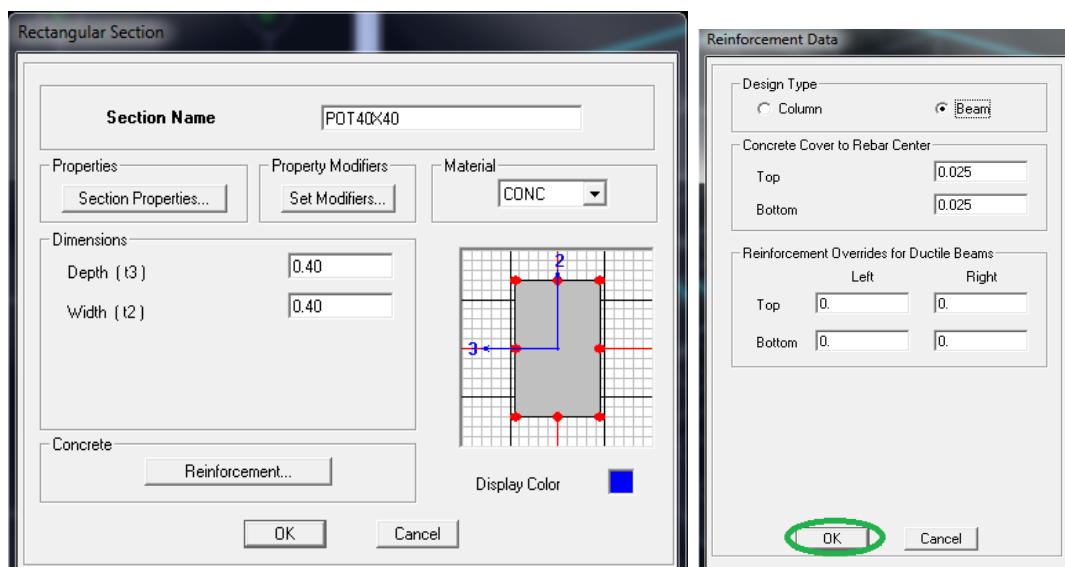 Rectangular Section
Section Name POT40X40
Properties Property Modifiers Material
Section Properties... Set Modifiers... CONC
Dimensions
Depth ( t3 ) 0.40
Width ( t2 ) 0.40
2
3
Concrete
Reinforcement...
Display Color
OK Cancel
Reinforcement Data
Design Type
Column Beam
Concrete Cover to Rebar Center
Top 0.025
Bottom 0.025
Reinforcement Overrides for Ductile Beams
Left Right
Top 0. 0.
Bottom 0. 0.
OK Cancel